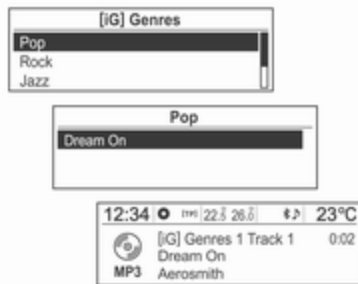 [iG] Genres
Pop
Rock
Jazz
Pop
Dream On
12:34 [TP] 22.5 26.0 23°C
[iG] Genres 1 Track 1 0:02
Dream On
MP3 Aerosmith